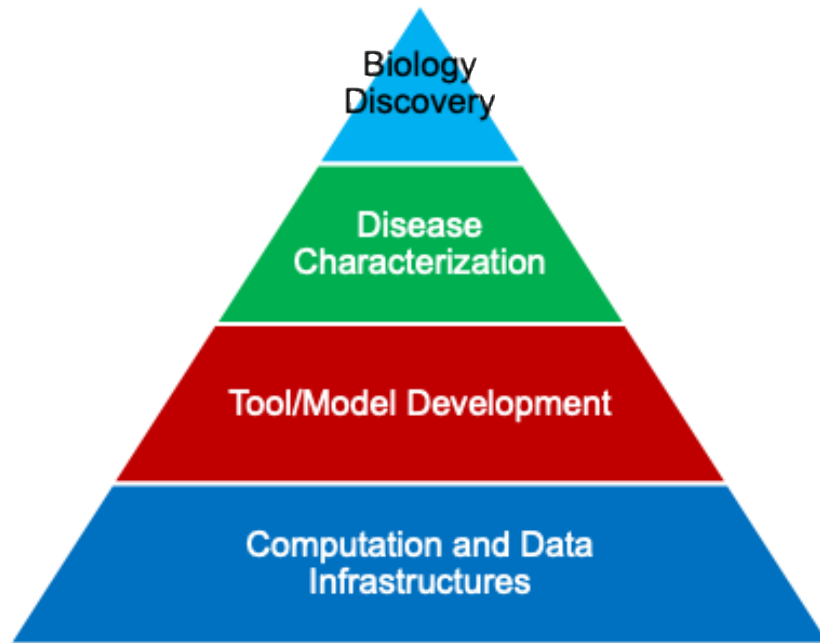 Biology
Discovery
Disease
Characterization
Tool/Model Development
Computation and Data
Infrastructures